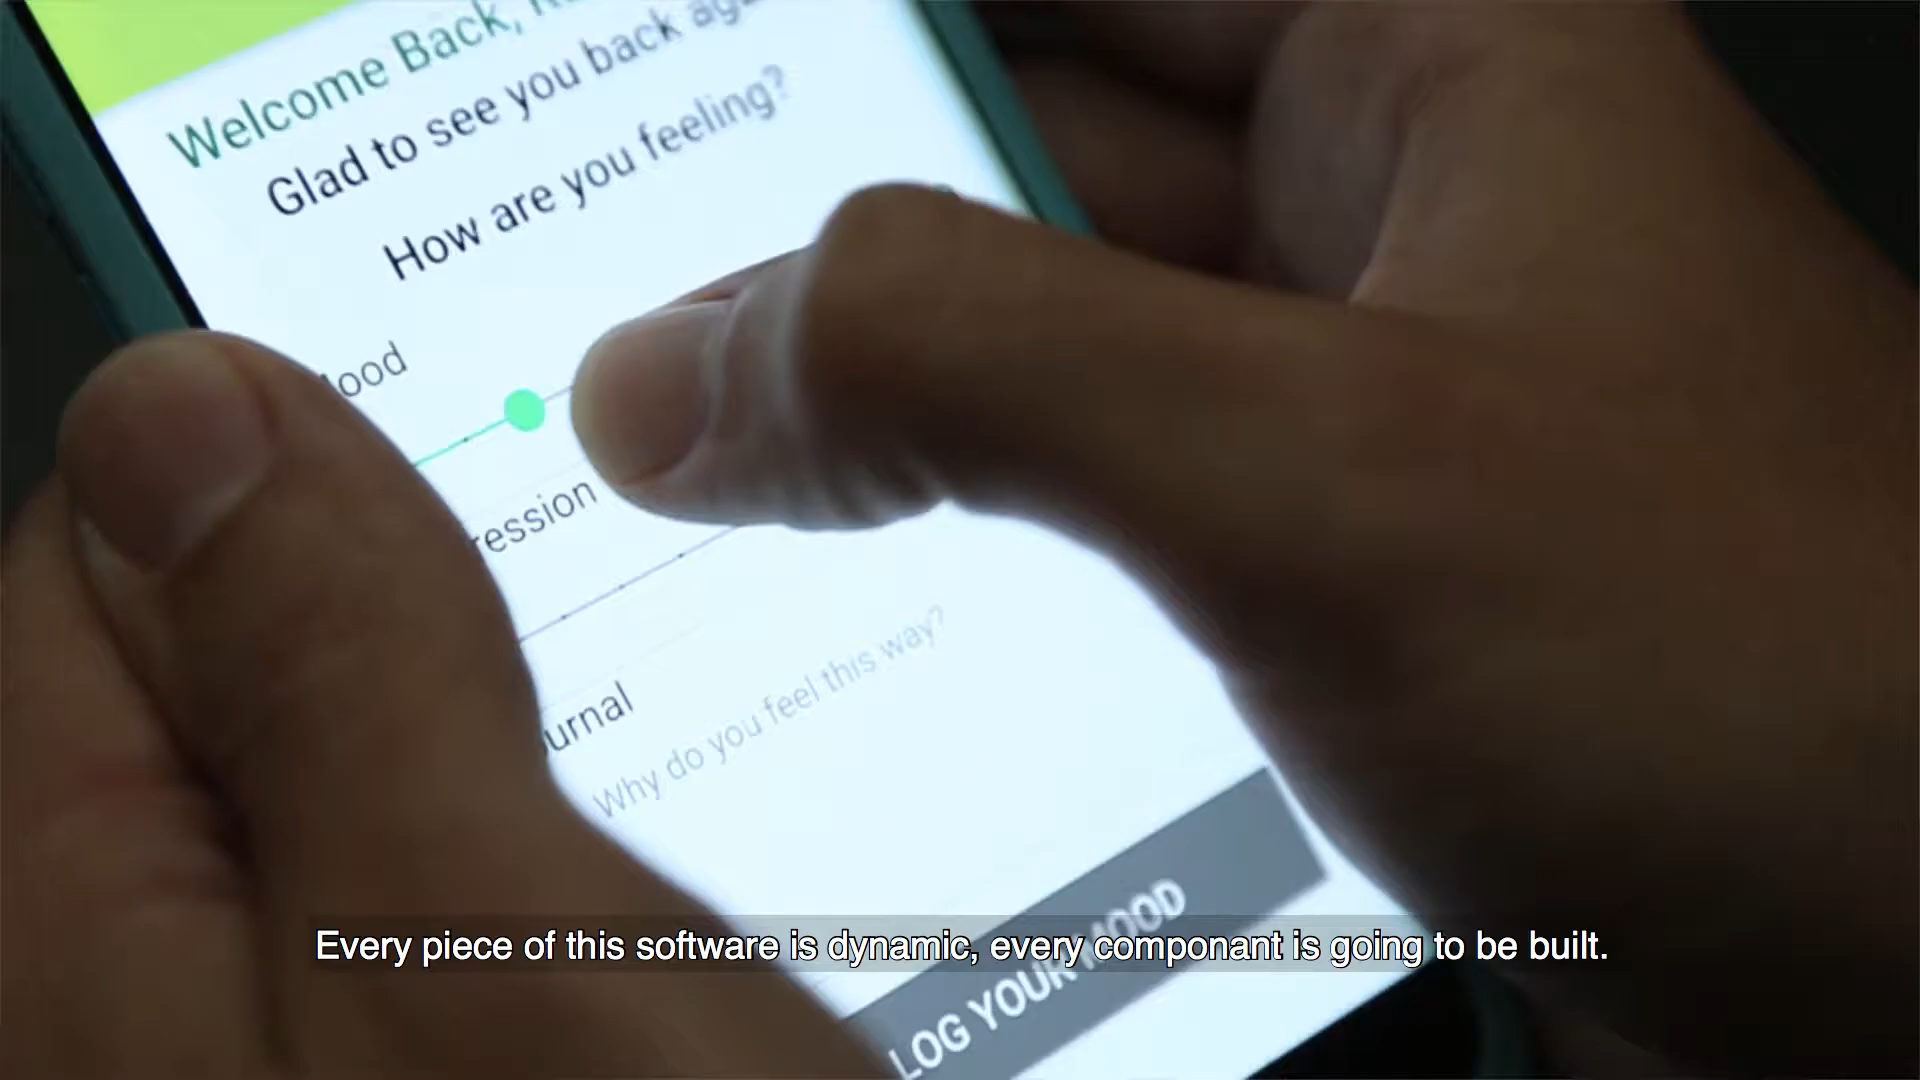 Welcome Back,
Glad to see you back
How are you feeling?
ood
ression
urnal
Why do you feel this way?
LOG YOUR MOOD
Every piece of this software is dynamic, every componant is going to be built.